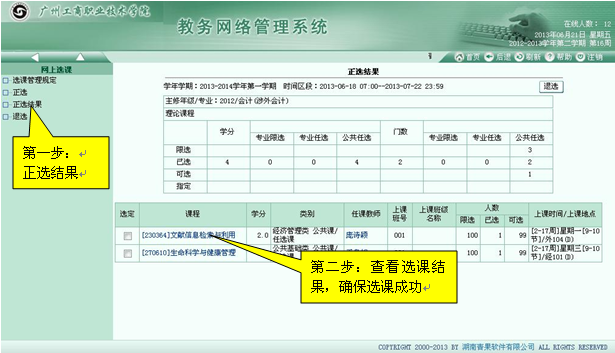 广州工商职业技术学院
教务网络管理系统
在线人数： 12
2013年06月21日 星期五
2012-2013学年第二学期 第16周
首页 后退 刷新 帮助 注销
网上选课
选课管理规定
正选
正选结果
退选
第一步：
正选结果
正选结果
学年学期：2013-2014学年第一学期 时间区段：2013-06-18 07:00--2013-07-22 23:59 退选
主修年级/专业：2012/会计(涉外会计)
理论课程
学分 门数
专业限选 专业任选 公共任选 专业限选 专业任选 公共任选
限选 3
已选 4 0 0 4 2 0 0 2
可选 1
指定
选定 课程 学分 类别 任课教师 上课班号 上课班级名称 人数 上课时间/上课地点
限选 已选 可选
[230364]文献信息检索与利用 2.0 经济管理类 公共课/任选课 庞诗颖 001 100 1 99 [2-17周]星期一[9-10节]/外104(D)
[270610]生命科学与健康管理 公共基础类 公共课/ 001 100 1 99 [2-17周]星期三[9-10节]/经101(D)
第二步：查看选课结
果，确保选课成功
COPYRIGHT 2000-2013 BY 湖南青果软件有限公司 ALL RIGHTS RESERVED